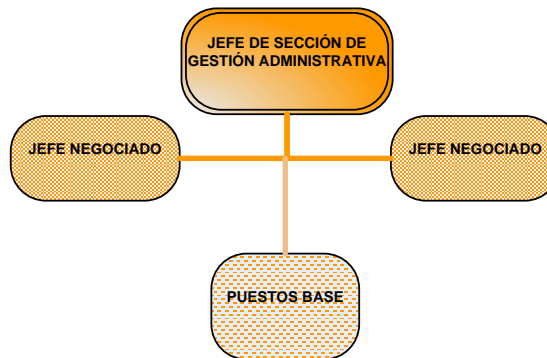 JEFE DE SECCIÓN DE
GESTIÓN ADMINISTRATIVA
JEFE NEGOCIADO
JEFE NEGOCIADO
PUESTOS BASE